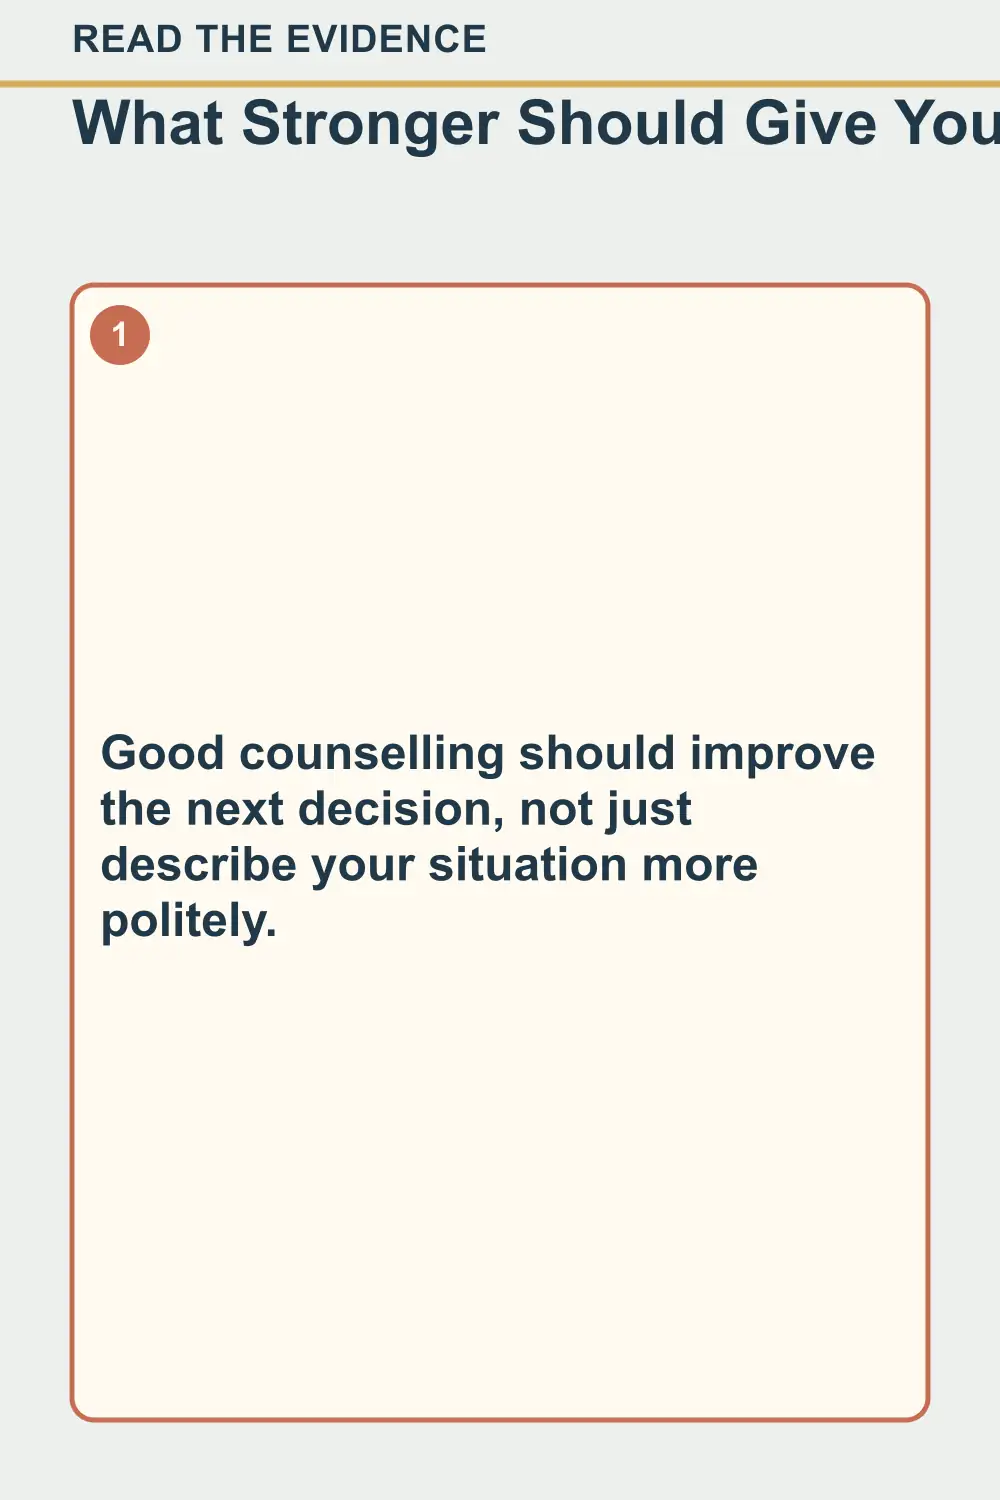 READ THE EVIDENCE
What Stronger Should Give You
1
Good counselling should improve
the next decision, not just
describe your situation more
politely.